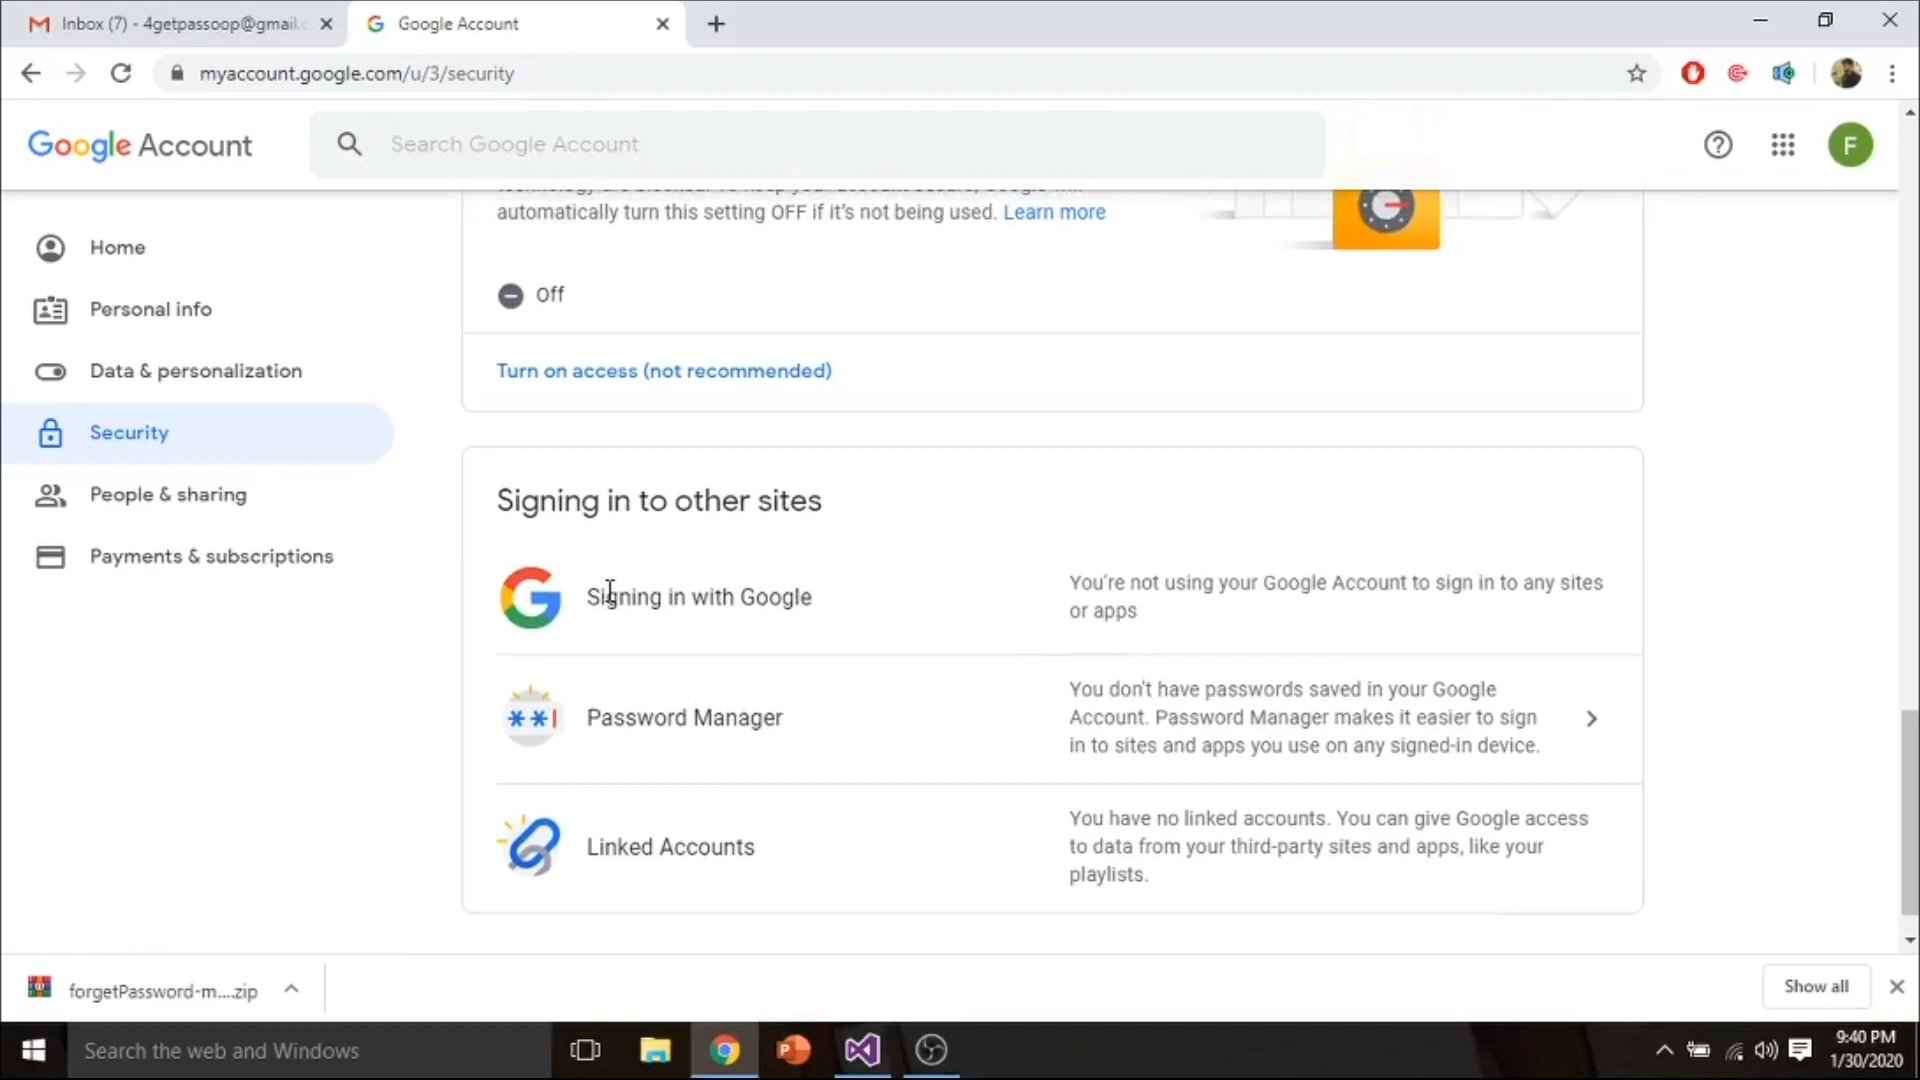 Inbox (7) - 4getpassoop@gmail.c
Google Account
myaccount.google.com/u/3/security
Google Account
Search Google Account
F
automatically turn this setting OFF if it's not being used. Learn more
Home
Off
Personal info
Turn on access (not recommended)
Data & personalization
Security
People & sharing
Payments & subscriptions
Signing in to other sites
Signing in with Google
You're not using your Google Account to sign in to any sites
or apps
Password Manager
You don't have passwords saved in your Google
Account. Password Manager makes it easier to sign
in to sites and apps you use on any signed-in device.
Linked Accounts
You have no linked accounts. You can give Google access
to data from your third-party sites and apps, like your
playlists.
forgetPassword-m....zip
Show all
Search the web and Windows
9:40 PM
1/30/2020